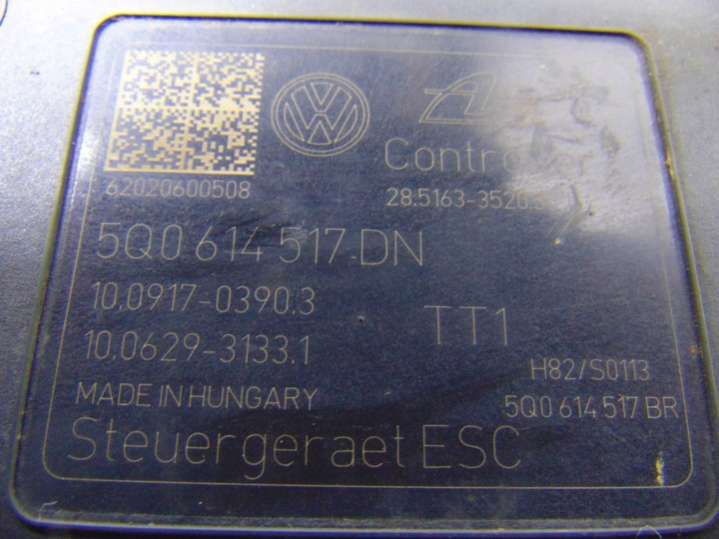 62020600508
28.5163-3520.
5Q0 614 517 DN
10.0917-0390.3
10.0629-3133.1
TT1
H82/S0113
MADE IN HUNGARY
5Q0 614 517 BR
Steuergeraet ESC